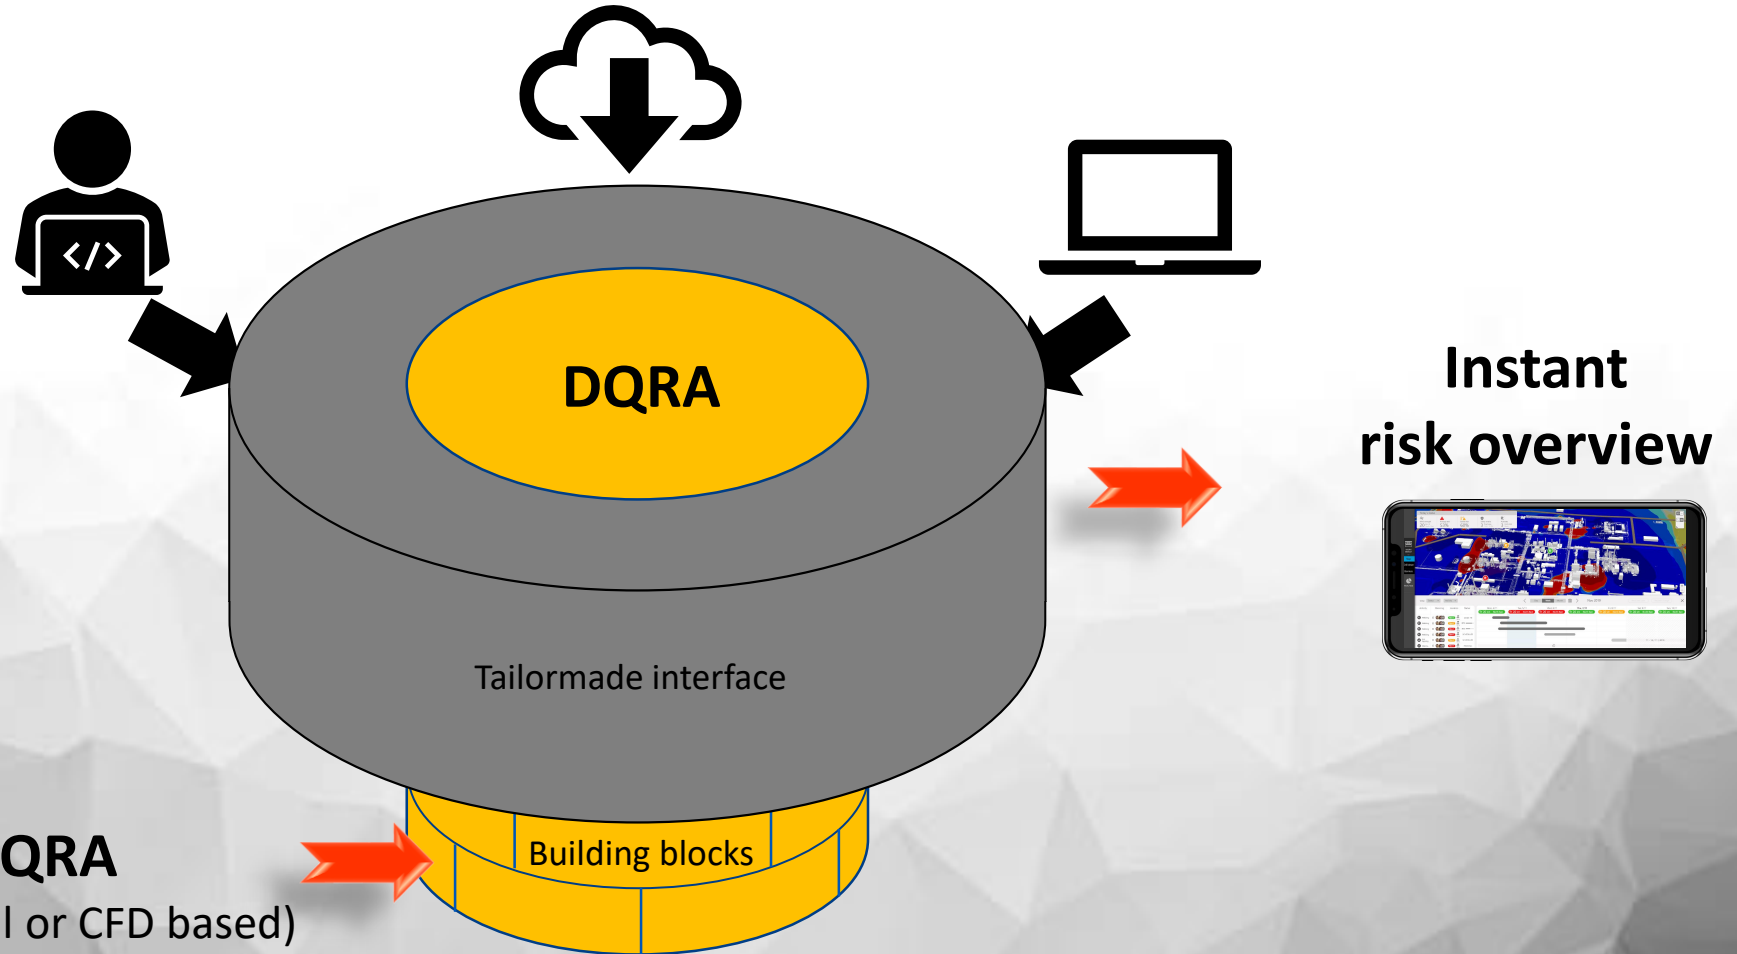 </>
DQRA
Instant
risk overview
Tailormade interface
Building blocks
QRA
l or CFD based)